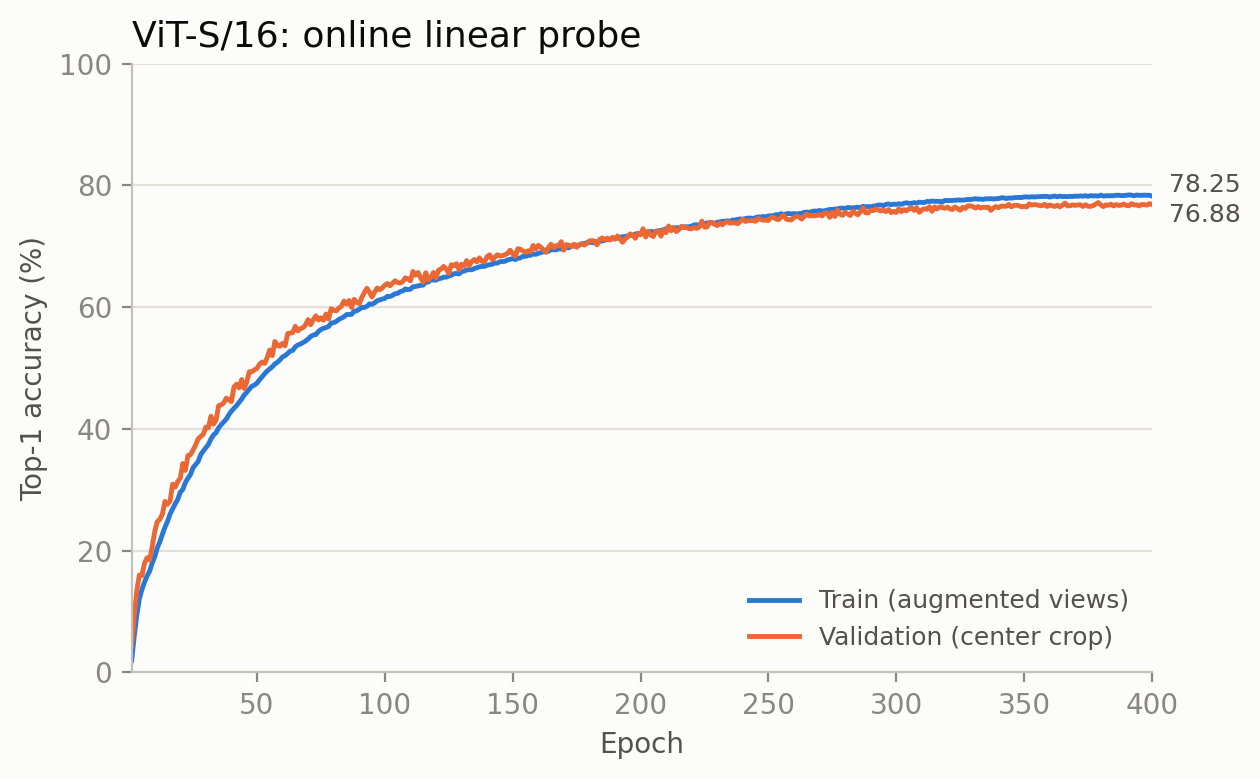 ViT-S/16: online linear probe
100
80
60
40
20
0
Top-1 accuracy (%)
78.25
76.88
Train (augmented views)
Validation (center crop)
50 100 150 200 250 300 350 400
Epoch